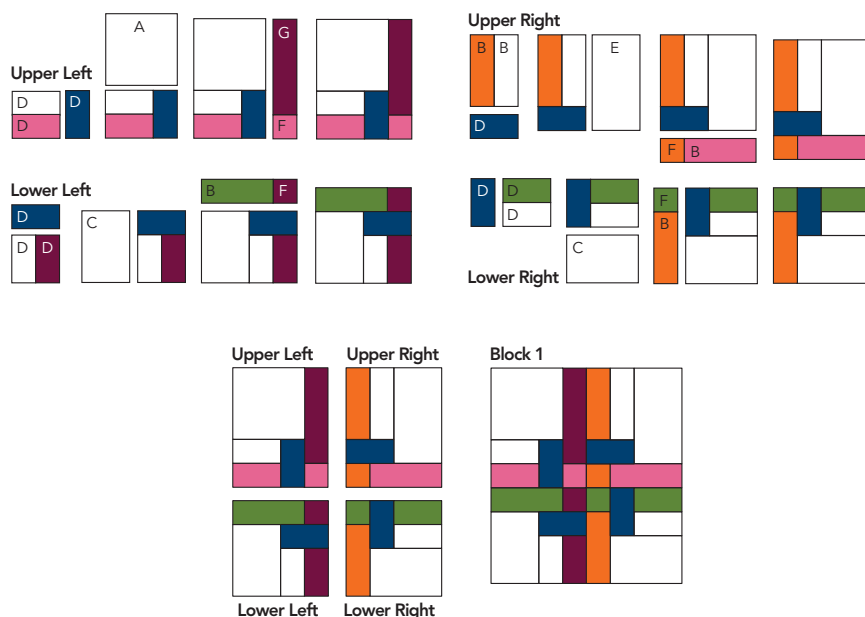 Upper Left
A
G
D
D
D
F
Upper Right
B
B
E
D
F
B
Lower Left
D
D
D
C
B
F
Lower Right
D
D
D
C
F
B
Upper Left
Upper Right
Block 1
Lower Left
Lower Right